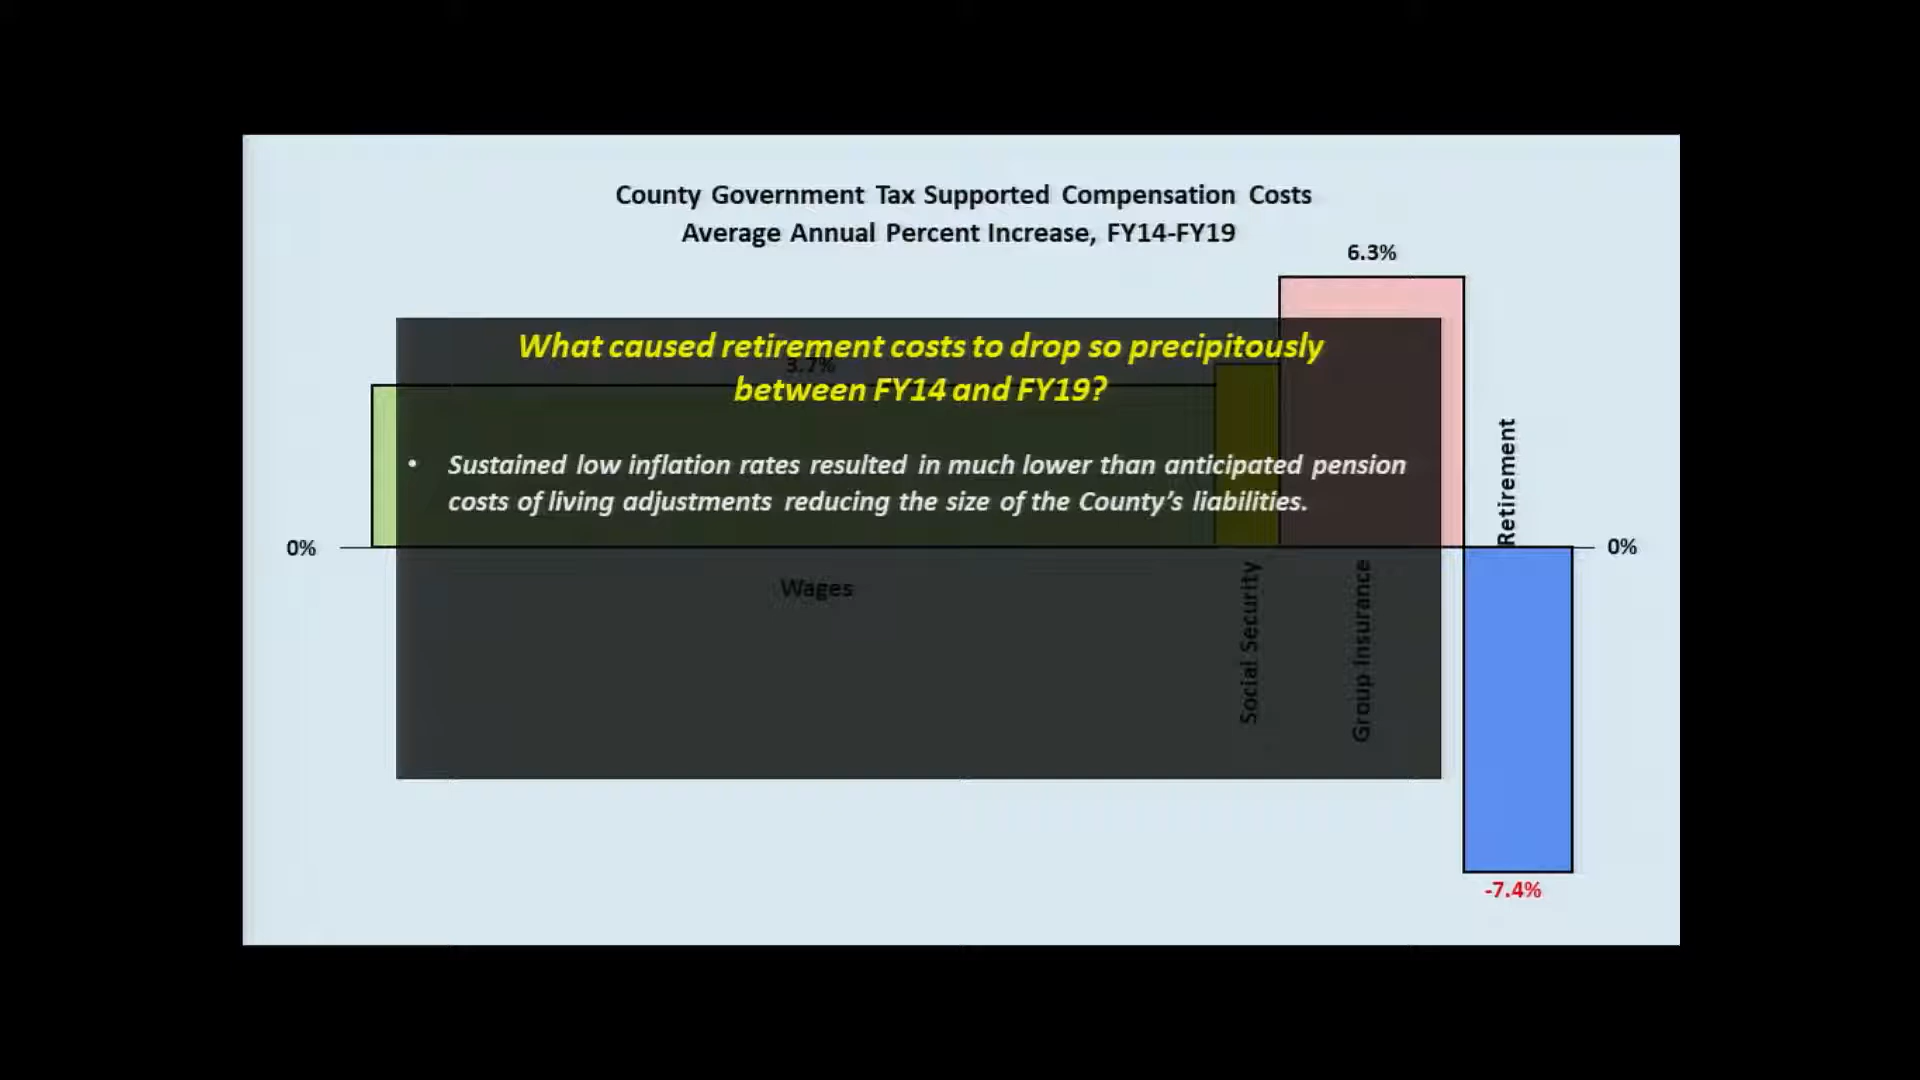 County Government Tax Supported Compensation Costs
Average Annual Percent Increase, FY14-FY19
6.3%
What caused retirement costs to drop so precipitously
3.7%
between FY14 and FY19?
• Sustained low inflation rates resulted in much lower than anticipated pension
costs of living adjustments reducing the size of the County's liabilities.
Retirement
0%
0%
Wages
Social Security
Group Insurance
-7.4%